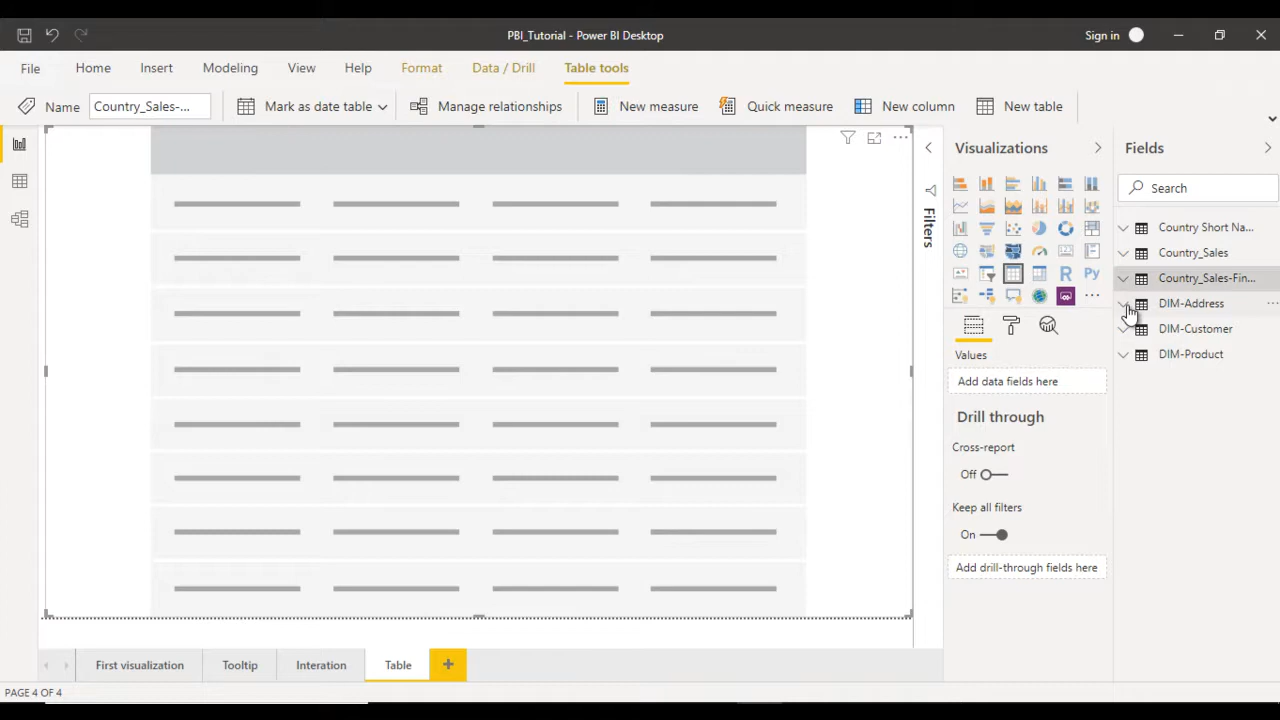 PBI_Tutorial - Power BI Desktop
Sign in
File
Home
Insert
Modeling
View
Help
Format
Data / Drill
Table tools
Name
Country_Sales-...
Mark as date table
Manage relationships
New measure
Quick measure
New column
New table
Filters
Visualizations
R
Py
Values
Add data fields here
Drill through
Cross-report
Off
Keep all filters
On
Add drill-through fields here
Fields
Search
Country Short Na...
Country_Sales
Country_Sales-Fin...
DIM-Address
DIM-Customer
DIM-Product
First visualization
Tooltip
Interation
Table
PAGE 4 OF 4